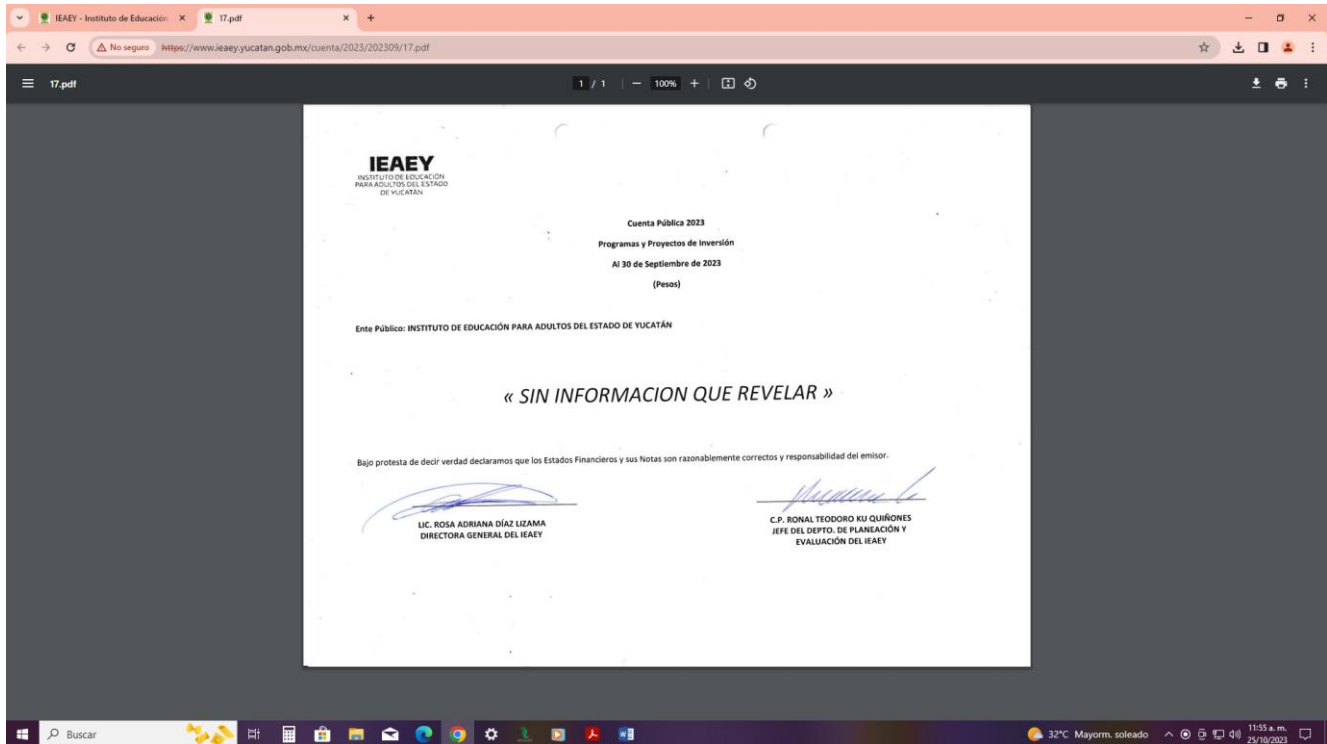 IEAEY - Instituto de Educación
17.pdf
No seguro
https://www.ieaey.yucatan.gob.mx/cuenta/2023/202309/17.pdf
17.pdf
1 / 1
100%
IEAEY
INSTITUTO DE EDUCACIÓN
PARA ADULTOS DEL ESTADO
DE YUCATÁN
Cuenta Pública 2023
Programas y Proyectos de Inversión
Al 30 de Septiembre de 2023
(Pesos)
Ente Público: INSTITUTO DE EDUCACIÓN PARA ADULTOS DEL ESTADO DE YUCATÁN
« SIN INFORMACION QUE REVELAR »
Bajo protesta de decir verdad declaramos que los Estados Financieros y sus Notas son razonablemente correctos y responsabilidad del emisor.
LIC. ROSA ADRIANA DÍAZ LIZAMA
DIRECTORA GENERAL DEL IEAEY
C.P. RONAL TEODORO KU QUIÑONES
JEFE DEL DEPTO. DE PLANEACIÓN Y
EVALUACIÓN DEL IEAEY
Buscar
32°C Mayorm. soleado
11:55 a. m.
25/10/2023